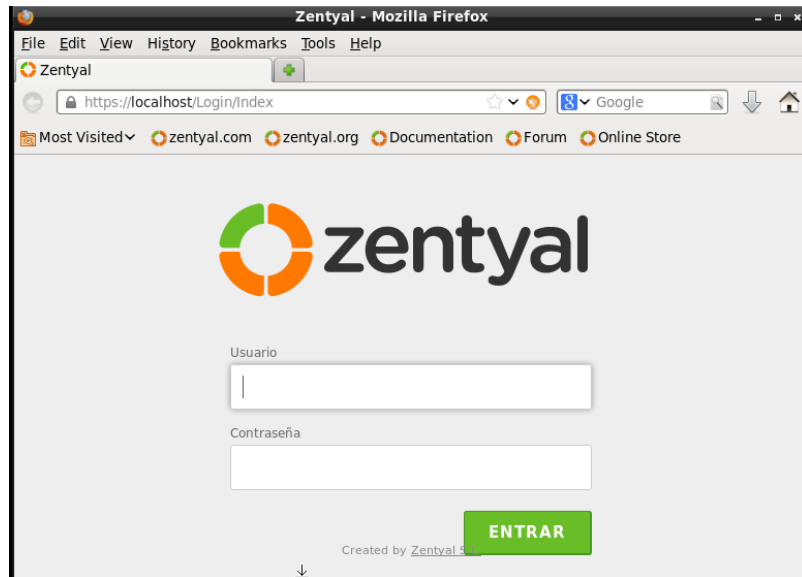 Zentyal - Mozilla Firefox
File Edit View History Bookmarks Tools Help
Zentyal
https://localhost/Login/Index
Google
Most Visited zentyal.com zentyal.org Documentation Forum Online Store
zentyal
Usuario
Contraseña
ENTRAR
Created by Zentyal